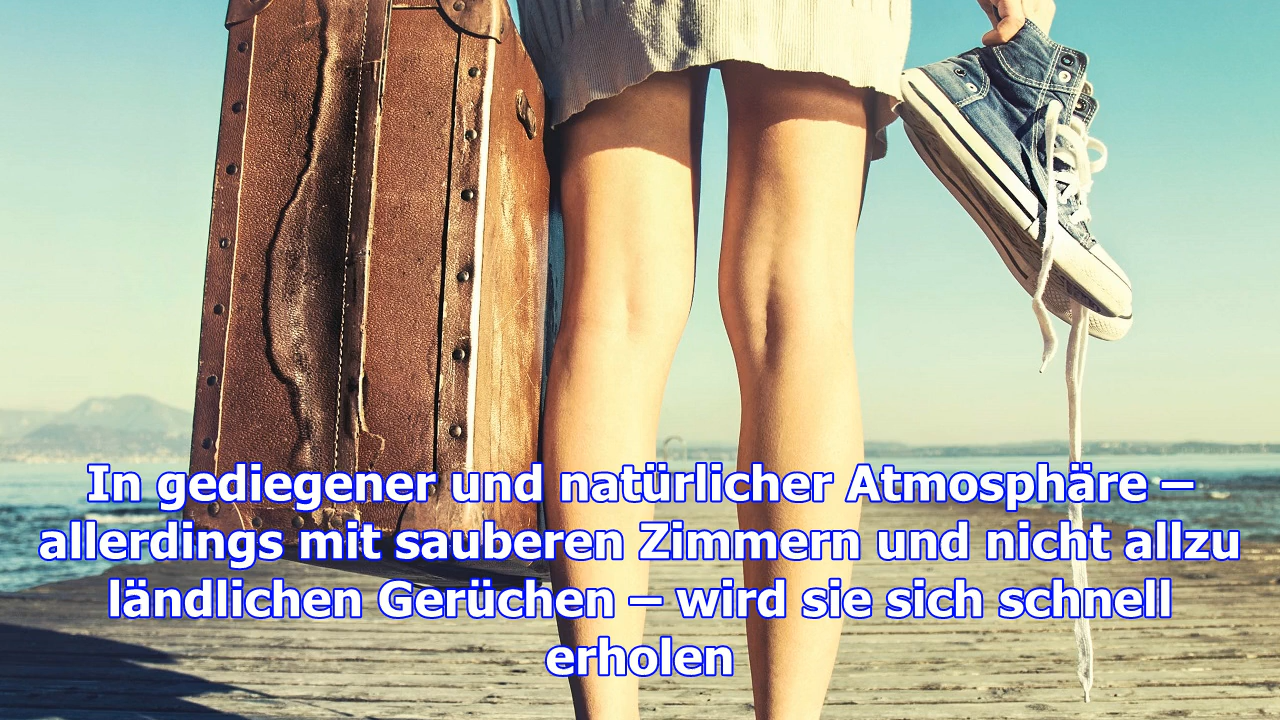 In gediegener und natürlicher Atmosphäre –
allerdings mit sauberen Zimmern und nicht allzu
ländlichen Gerüchen – wird sie sich schnell
erholen